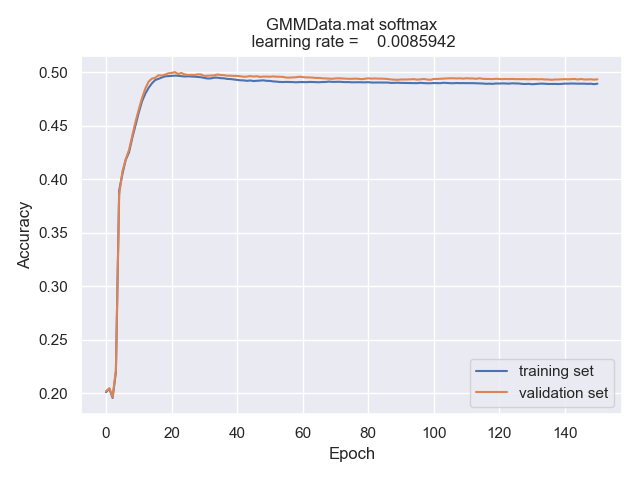 GMMData.mat softmax
learning rate = 0.0085942
0.50
0.45
0.40
0.35
0.30
0.25
0.20
Accuracy
training set
validation set
0 20 40 60 80 100 120 140
Epoch